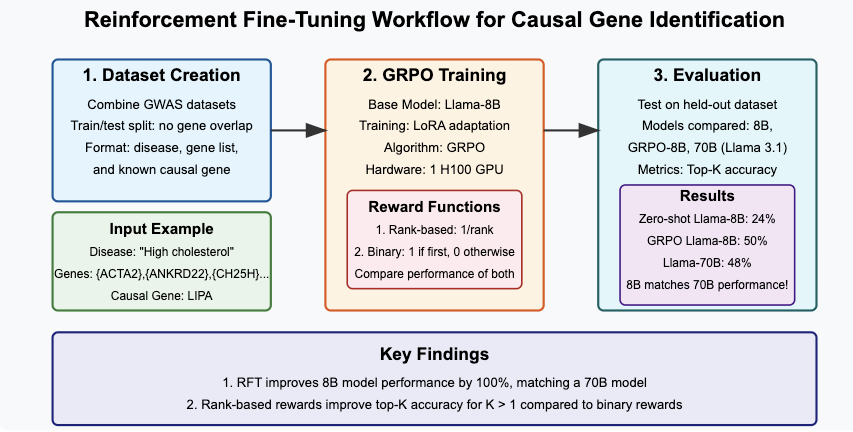 Reinforcement Fine-Tuning Workflow for Causal Gene Identification
1. Dataset Creation
Combine GWAS datasets
Train/test split: no gene overlap
Format: disease, gene list,
and known causal gene
Input Example
Disease: "High cholesterol"
Genes: {ACTA2},{ANKRD22},{CH25H}...
Causal Gene: LIPA
2. GRPO Training
Base Model: Llama-8B
Training: LoRA adaptation
Algorithm: GRPO
Hardware: 1 H100 GPU
Reward Functions
1. Rank-based: 1/rank
2. Binary: 1 if first, 0 otherwise
Compare performance of both
3. Evaluation
Test on held-out dataset
Models compared: 8B,
GRPO-8B, 70B (Llama 3.1)
Metrics: Top-K accuracy
Results
Zero-shot Llama-8B: 24%
GRPO Llama-8B: 50%
Llama-70B: 48%
8B matches 70B performance!
Key Findings
1. RFT improves 8B model performance by 100%, matching a 70B model
2. Rank-based rewards improve top-K accuracy for K > 1 compared to binary rewards